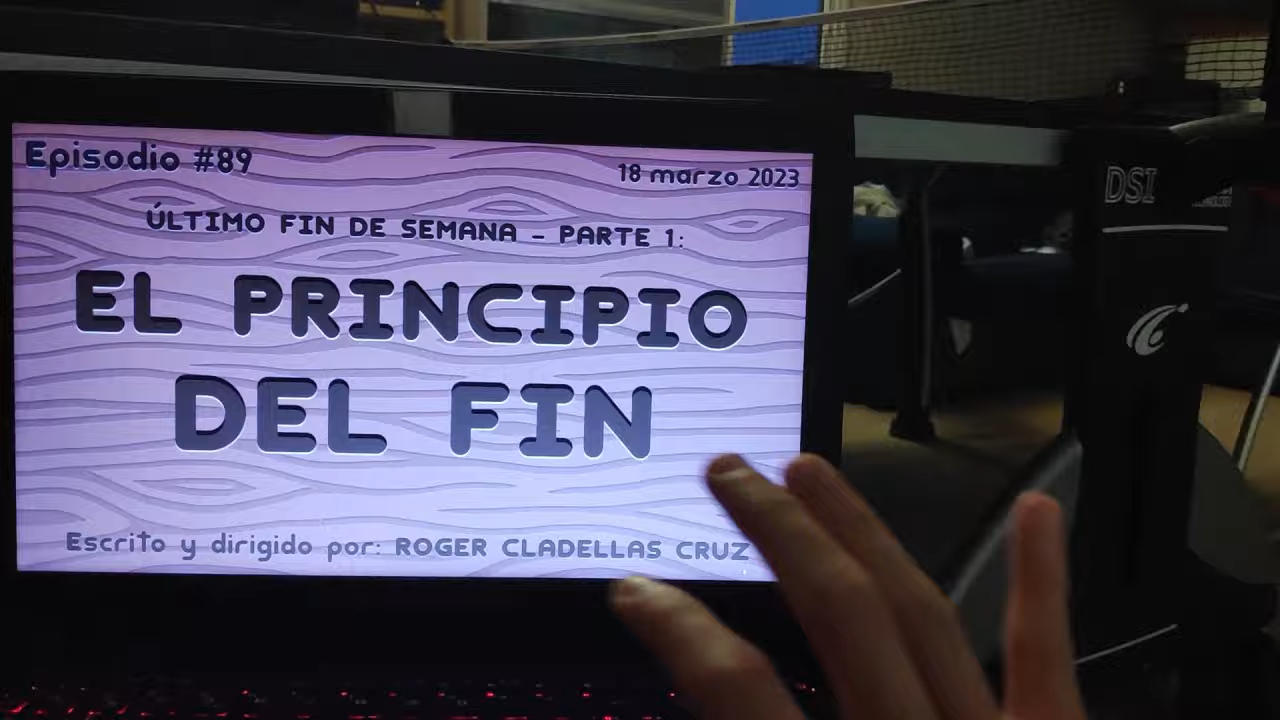 Episodio #89
18 marzo 2023
ÚLTIMO FIN DE SEMANA - PARTE 1:
EL PRINCIPIO
DEL FIN
Escrito y dirigido por: ROGER CLADELLAS CRUZ
DSI